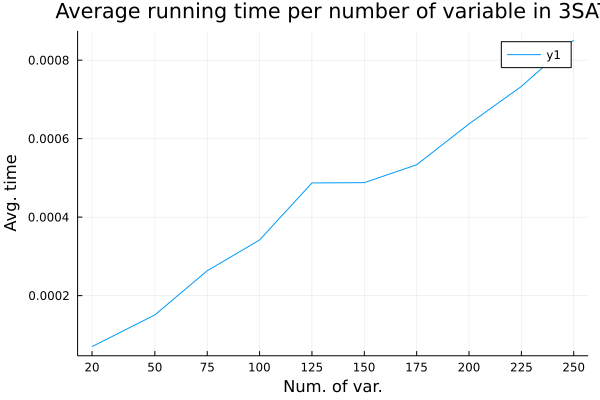 Average running time per number of variable in 3SAT
y1
0.0008
0.0006
0.0004
0.0002
Avg. time
20 50 75 100 125 150 175 200 225 250
Num. of var.